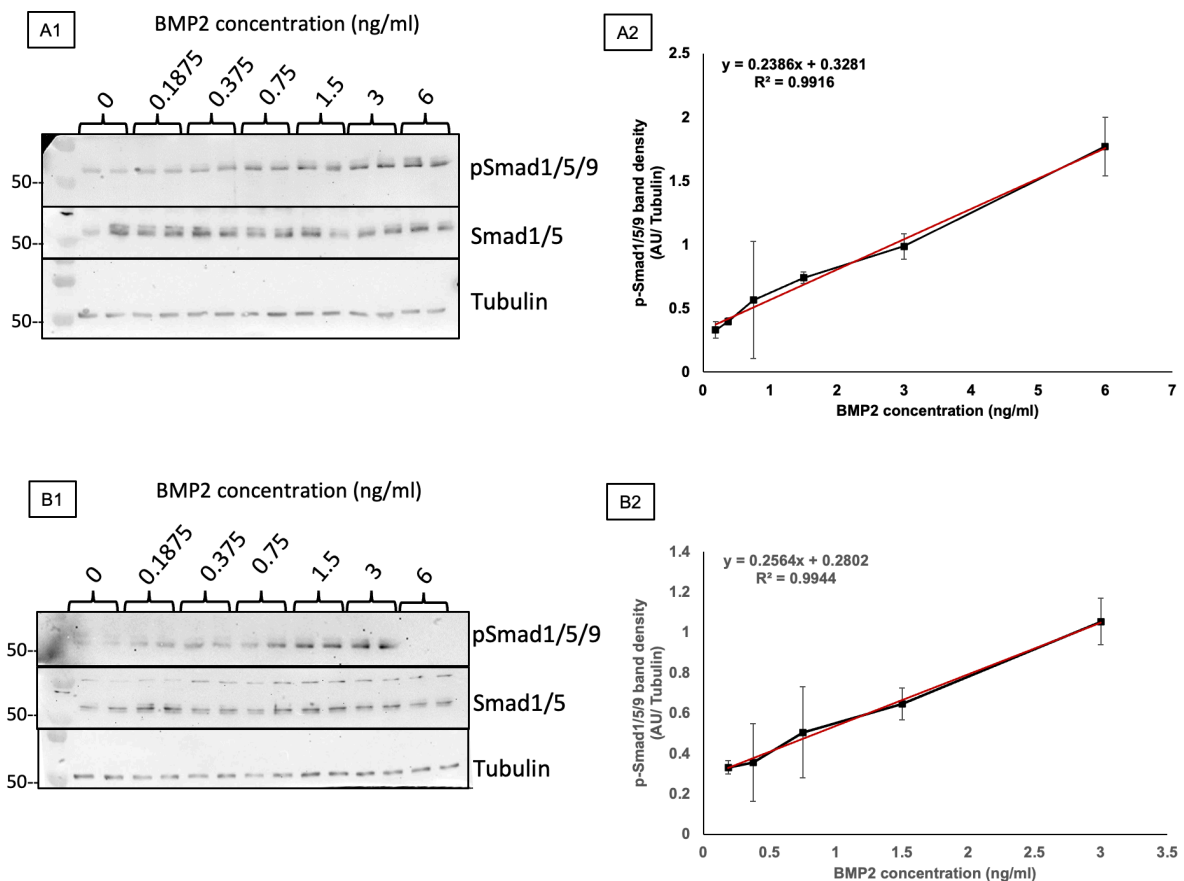 A1
BMP2 concentration (ng/ml)
0 0.1875 0.375 0.75 1.5 3 6
50-- pSmad1/5/9
50-- Smad1/5
50-- Tubulin
A2
y = 0.2386x + 0.3281
R² = 0.9916
p-Smad1/5/9 band density
(AU/ Tubulin)
2.5
2
1.5
1
0.5
0
0 1 2 3 4 5 6 7
BMP2 concentration (ng/ml)
B1
BMP2 concentration (ng/ml)
0 0.1875 0.375 0.75 1.5 3 6
50-- pSmad1/5/9
50-- Smad1/5
50-- Tubulin
B2
y = 0.2564x + 0.2802
R² = 0.9944
p-Smad1/5/9 band density
(AU/ Tubulin)
1.4
1.2
1
0.8
0.6
0.4
0.2
0
0 0.5 1 1.5 2 2.5 3 3.5
BMP2 concentration (ng/ml)